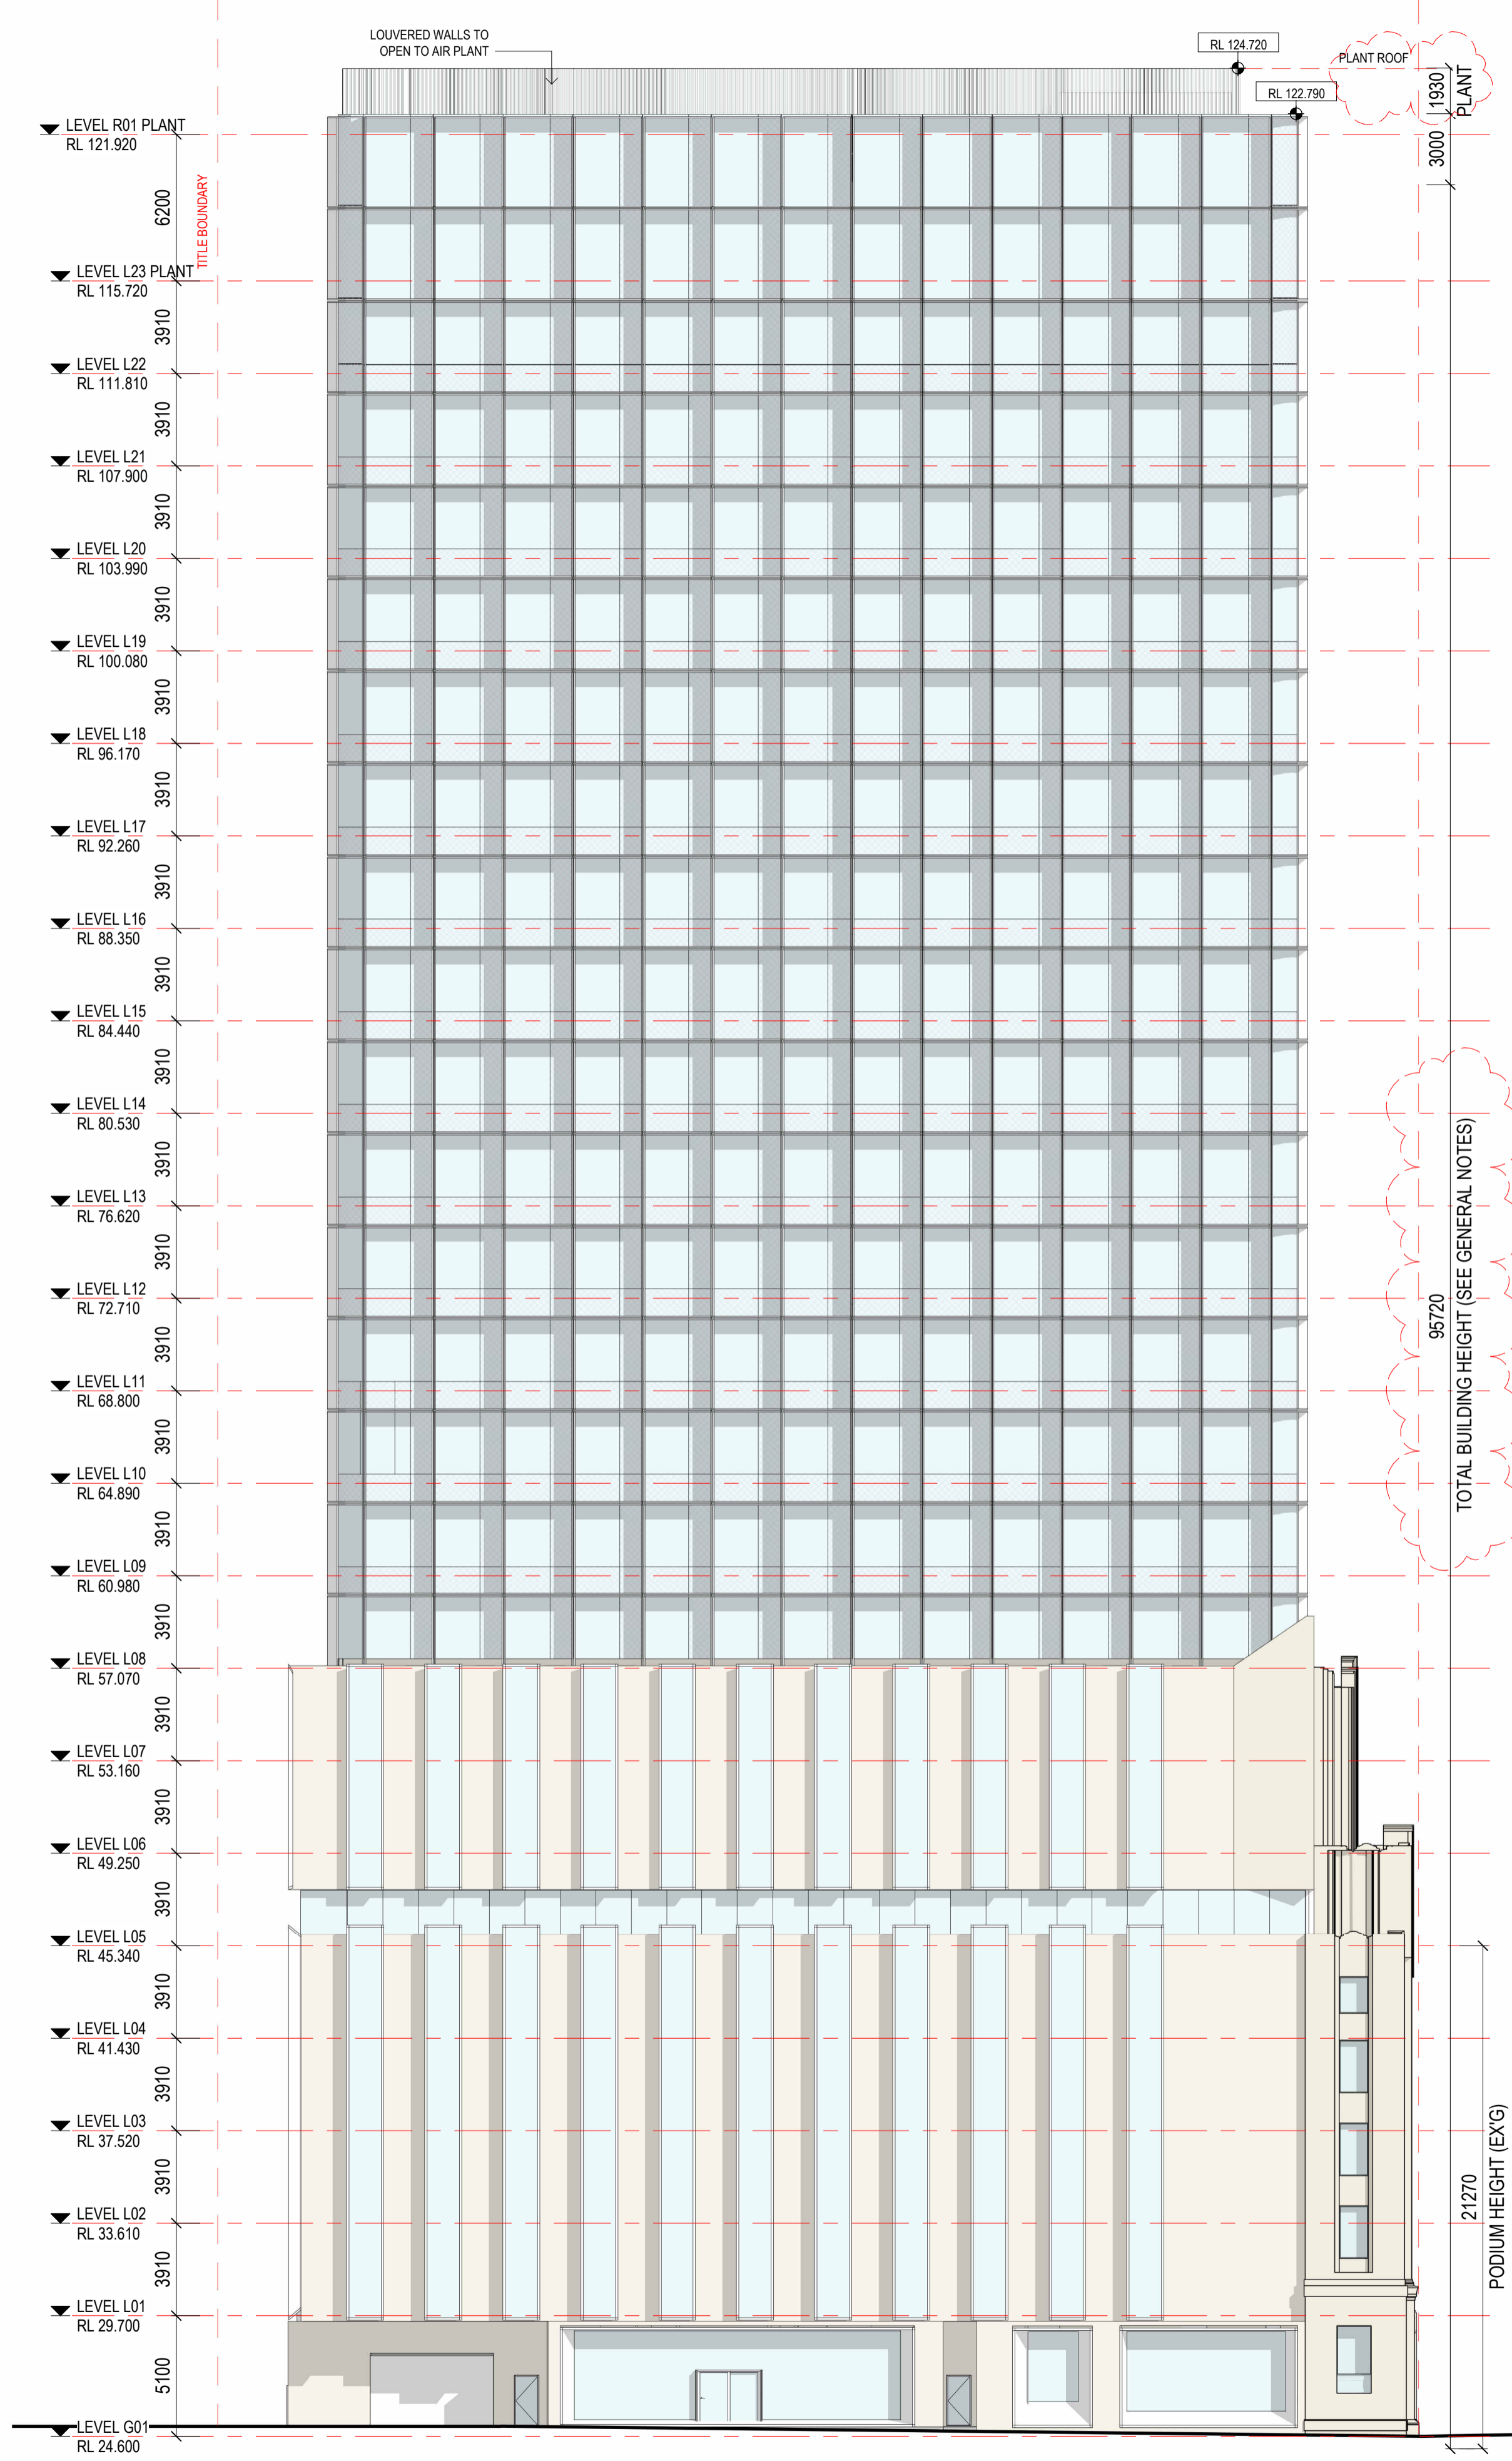 LOUVERED WALLS TO
OPEN TO AIR PLANT
RL 124.720
PLANT ROOF
RL 122.790
1930
PLANT
3000
LEVEL R01 PLANT
RL 121.920
6200
TITLE BOUNDARY
LEVEL L23 PLANT
RL 115.720
3910
LEVEL L22
RL 111.810
3910
LEVEL L21
RL 107.900
3910
LEVEL L20
RL 103.990
3910
LEVEL L19
RL 100.080
3910
LEVEL L18
RL 96.170
3910
LEVEL L17
RL 92.260
3910
LEVEL L16
RL 88.350
3910
LEVEL L15
RL 84.440
3910
LEVEL L14
RL 80.530
3910
LEVEL L13
RL 76.620
3910
LEVEL L12
RL 72.710
3910
LEVEL L11
RL 68.800
3910
LEVEL L10
RL 64.890
3910
LEVEL L09
RL 60.980
3910
LEVEL L08
RL 57.070
3910
LEVEL L07
RL 53.160
3910
LEVEL L06
RL 49.250
3910
LEVEL L05
RL 45.340
3910
LEVEL L04
RL 41.430
3910
LEVEL L03
RL 37.520
3910
LEVEL L02
RL 33.610
3910
LEVEL L01
RL 29.700
5100
LEVEL G01
RL 24.600
95720
TOTAL BUILDING HEIGHT (SEE GENERAL NOTES)
21270
PODIUM HEIGHT (EX'G)